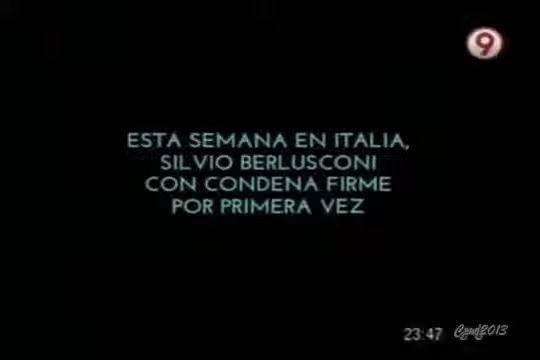 9
ESTA SEMANA EN ITALIA,
SILVIO BERLUSCONI
CON CONDENA FIRME
POR PRIMERA VEZ
23:47